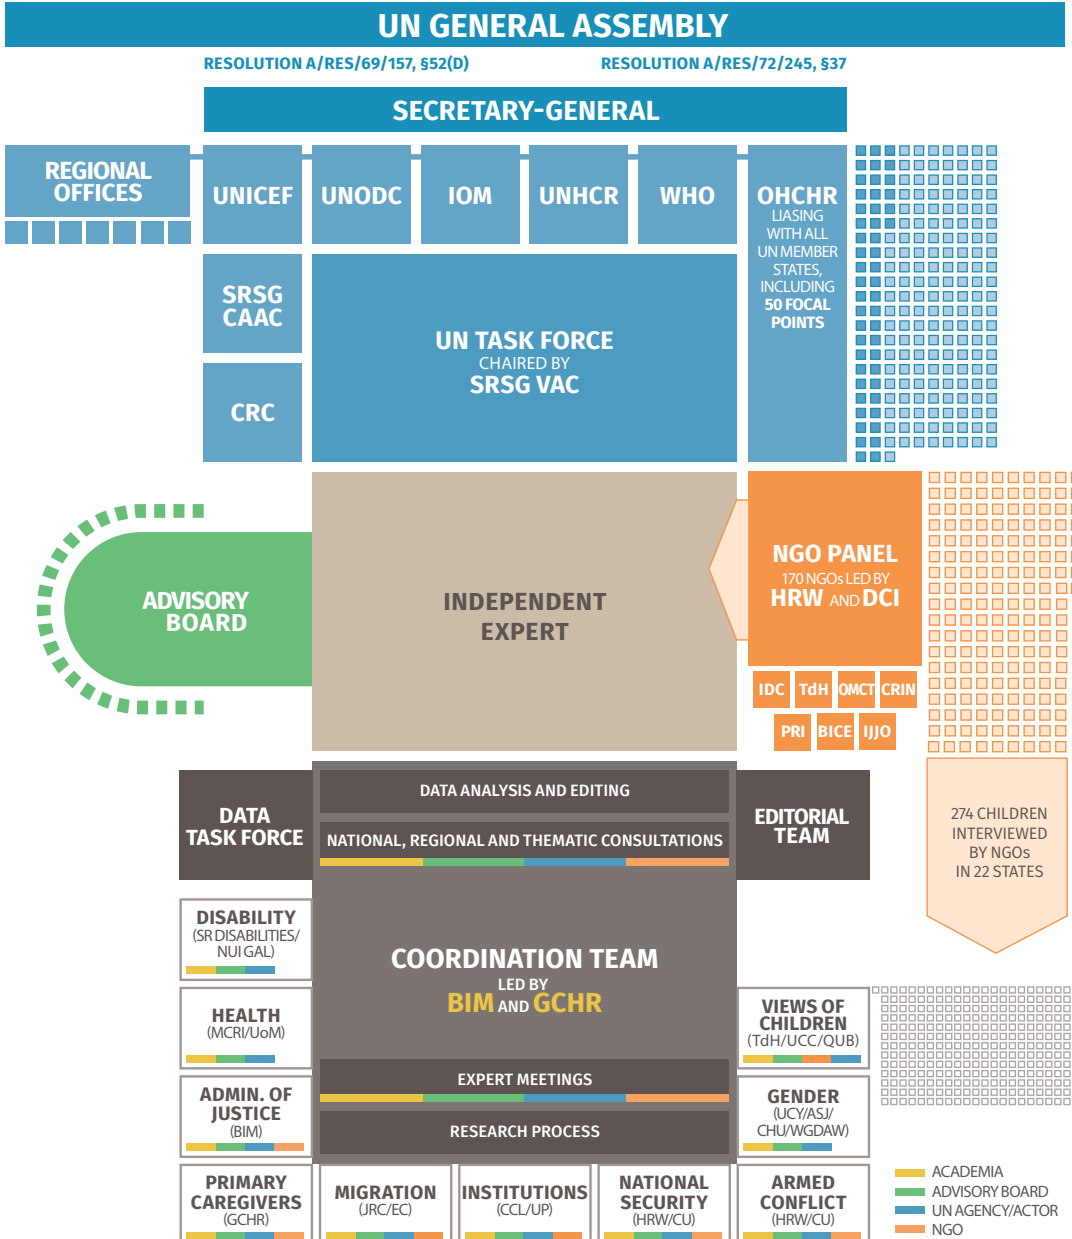 UN GENERAL ASSEMBLY
RESOLUTION A/RES/69/157, §52(D)
RESOLUTION A/RES/72/245, §37
SECRETARY-GENERAL
REGIONAL
OFFICES
UNICEF
UNODC
IOM
UNHCR
WHO
OHCHR
LIASING
WITH ALL
UN MEMBER
STATES,
INCLUDING
50 FOCAL
POINTS
SRSG
CAAC
CRC
UN TASK FORCE
CHAIRED BY
SRSG VAC
ADVISORY
BOARD
INDEPENDENT
EXPERT
NGO PANEL
170 NGOs LED BY
HRW AND DCI
IDC
TdH
OMCT
CRIN
PRI
BICE
IJJO
274 CHILDREN
INTERVIEWED
BY NGOs
IN 22 STATES
DATA
TASK FORCE
DATA ANALYSIS AND EDITING
NATIONAL, REGIONAL AND THEMATIC CONSULTATIONS
EDITORIAL
TEAM
COORDINATION TEAM
LED BY
BIM AND GCHR
EXPERT MEETINGS
RESEARCH PROCESS
DISABILITY
(SR DISABILITIES/
NUI GAL)
HEALTH
(MCRI/UoM)
ADMIN. OF
JUSTICE
(BIM)
VIEWS OF
CHILDREN
(TdH/UCC/QUB)
GENDER
(UCY/ASJ/
CHU/WGDAW)
PRIMARY
CAREGIVERS
(GCHR)
MIGRATION
(JRC/EC)
INSTITUTIONS
(CCL/UP)
NATIONAL
SECURITY
(HRW/CU)
ARMED
CONFLICT
(HRW/CU)
ACADEMIA
ADVISORY BOARD
UN AGENCY/ACTOR
NGO